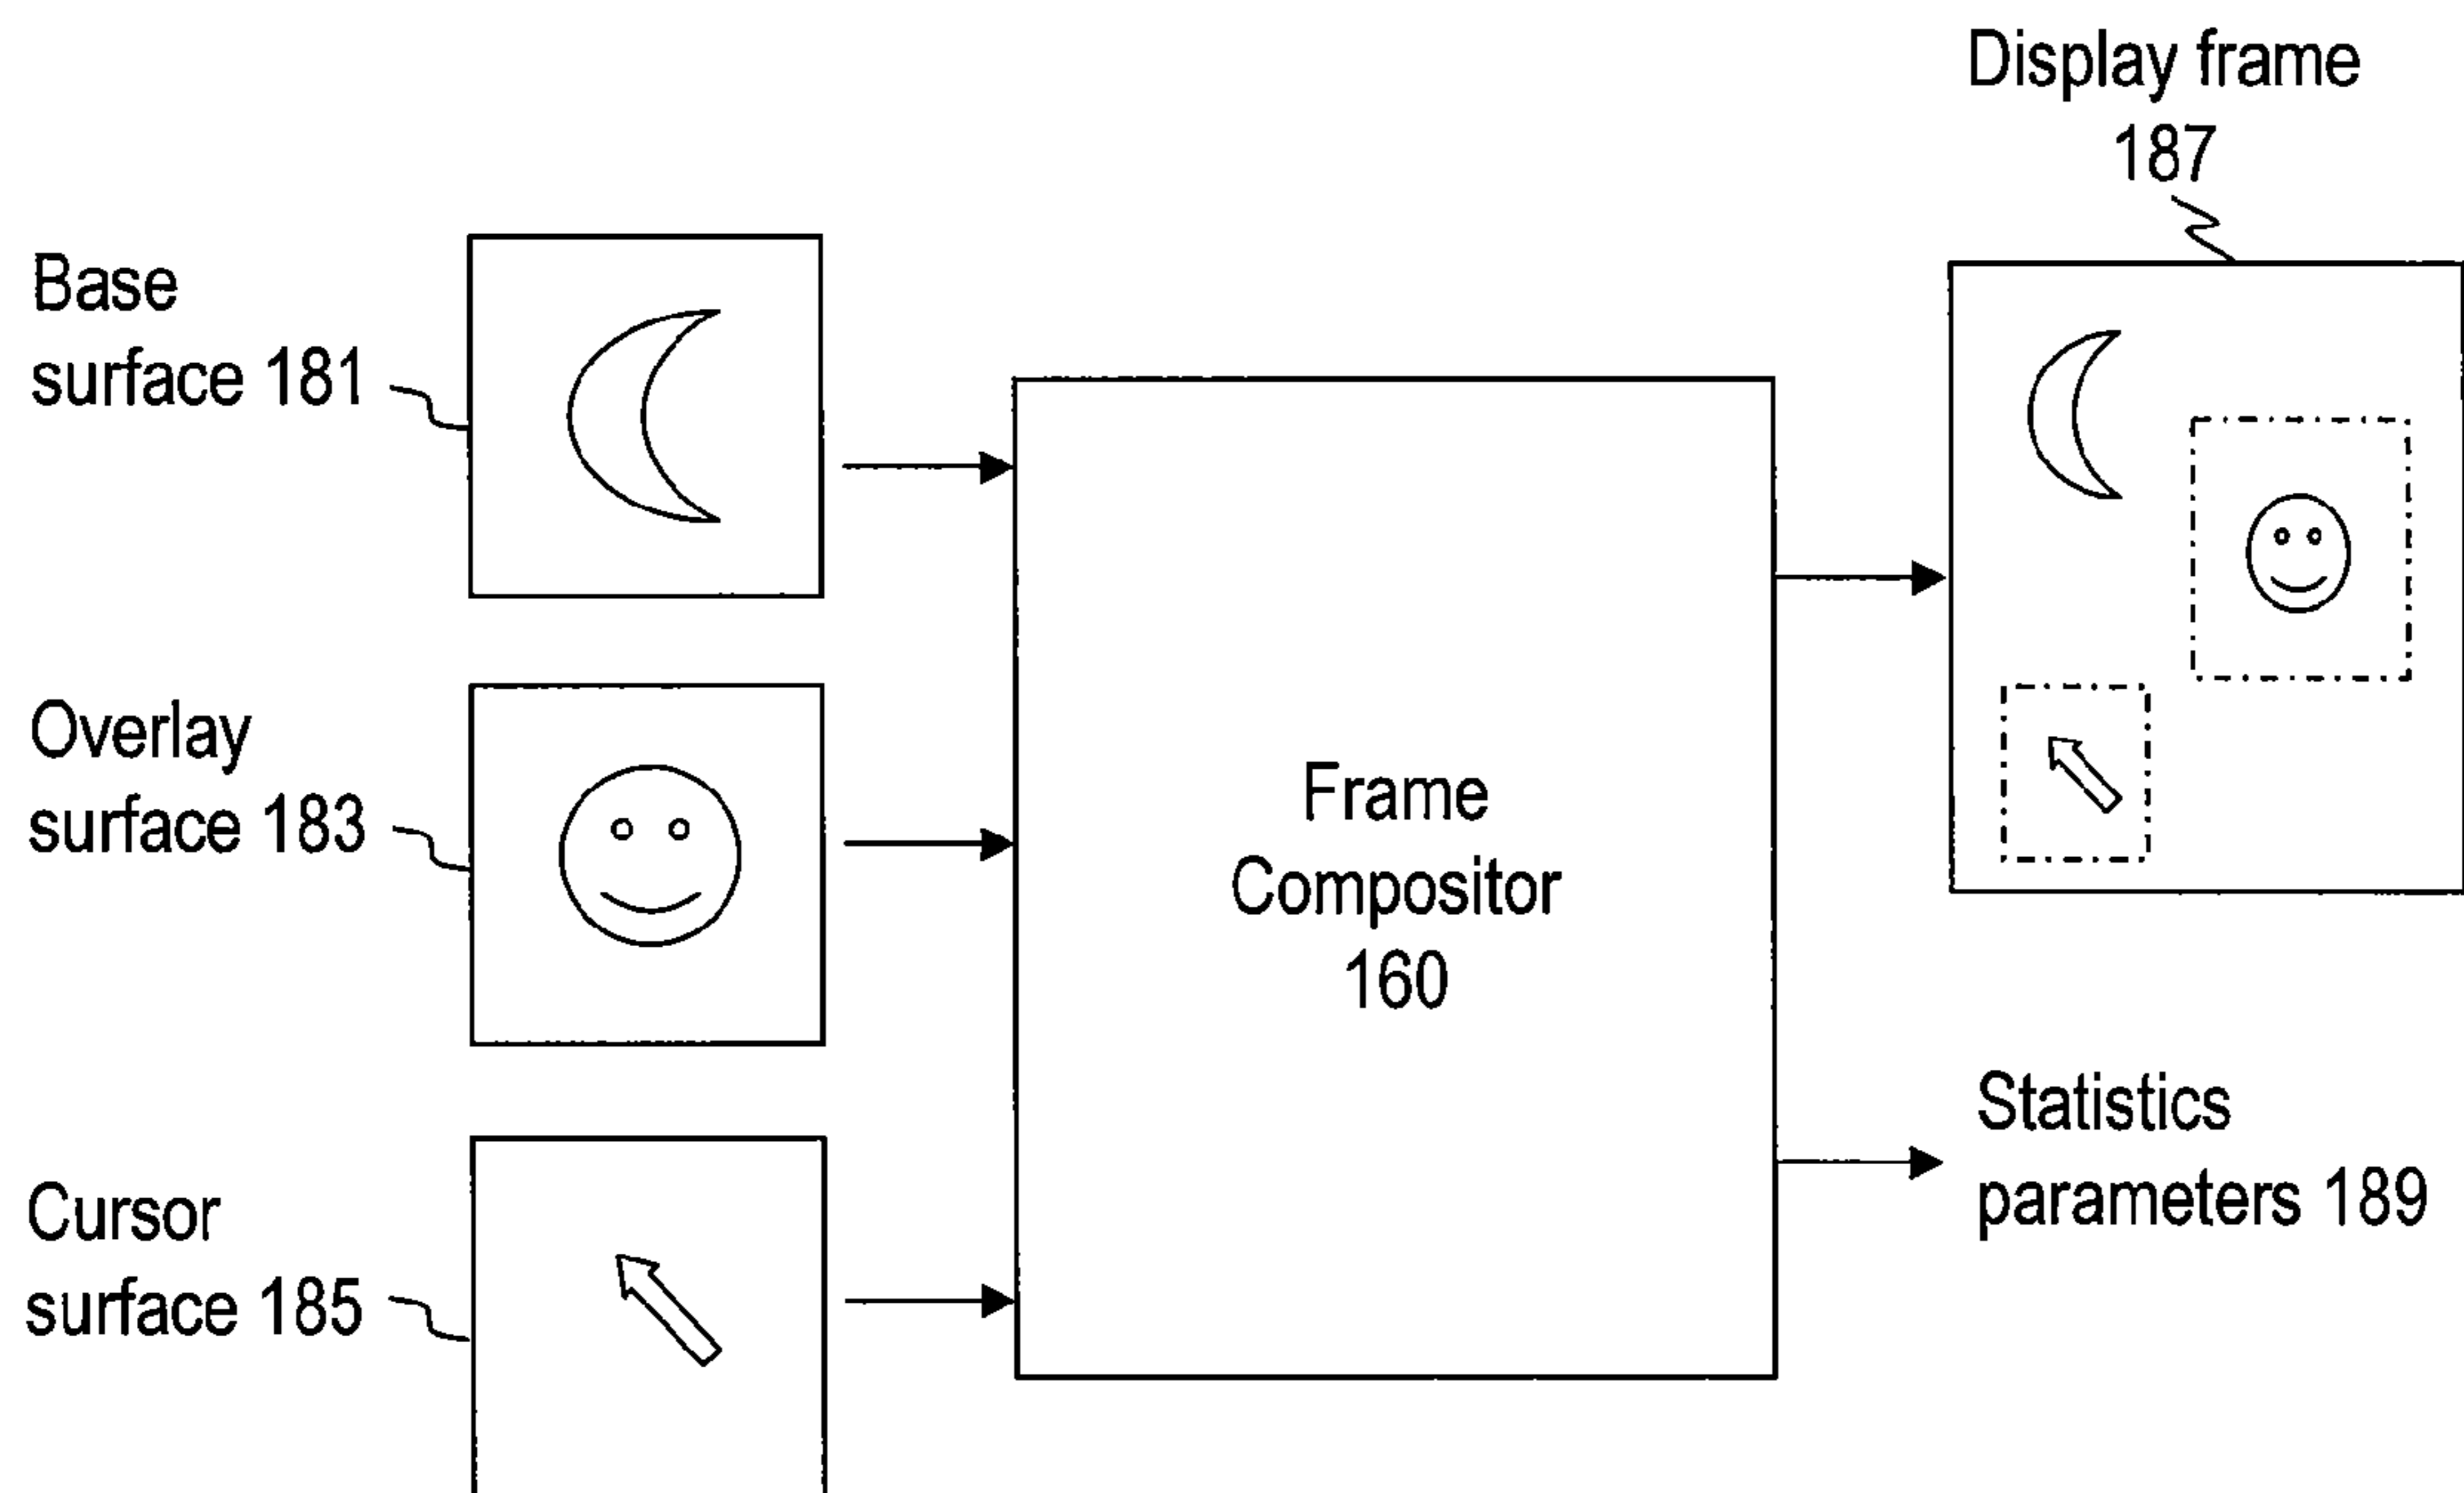 Display frame
187
Base
surface 181
Overlay
surface 183
Frame
Compositor
160
Cursor
surface 185
Statistics
parameters 189